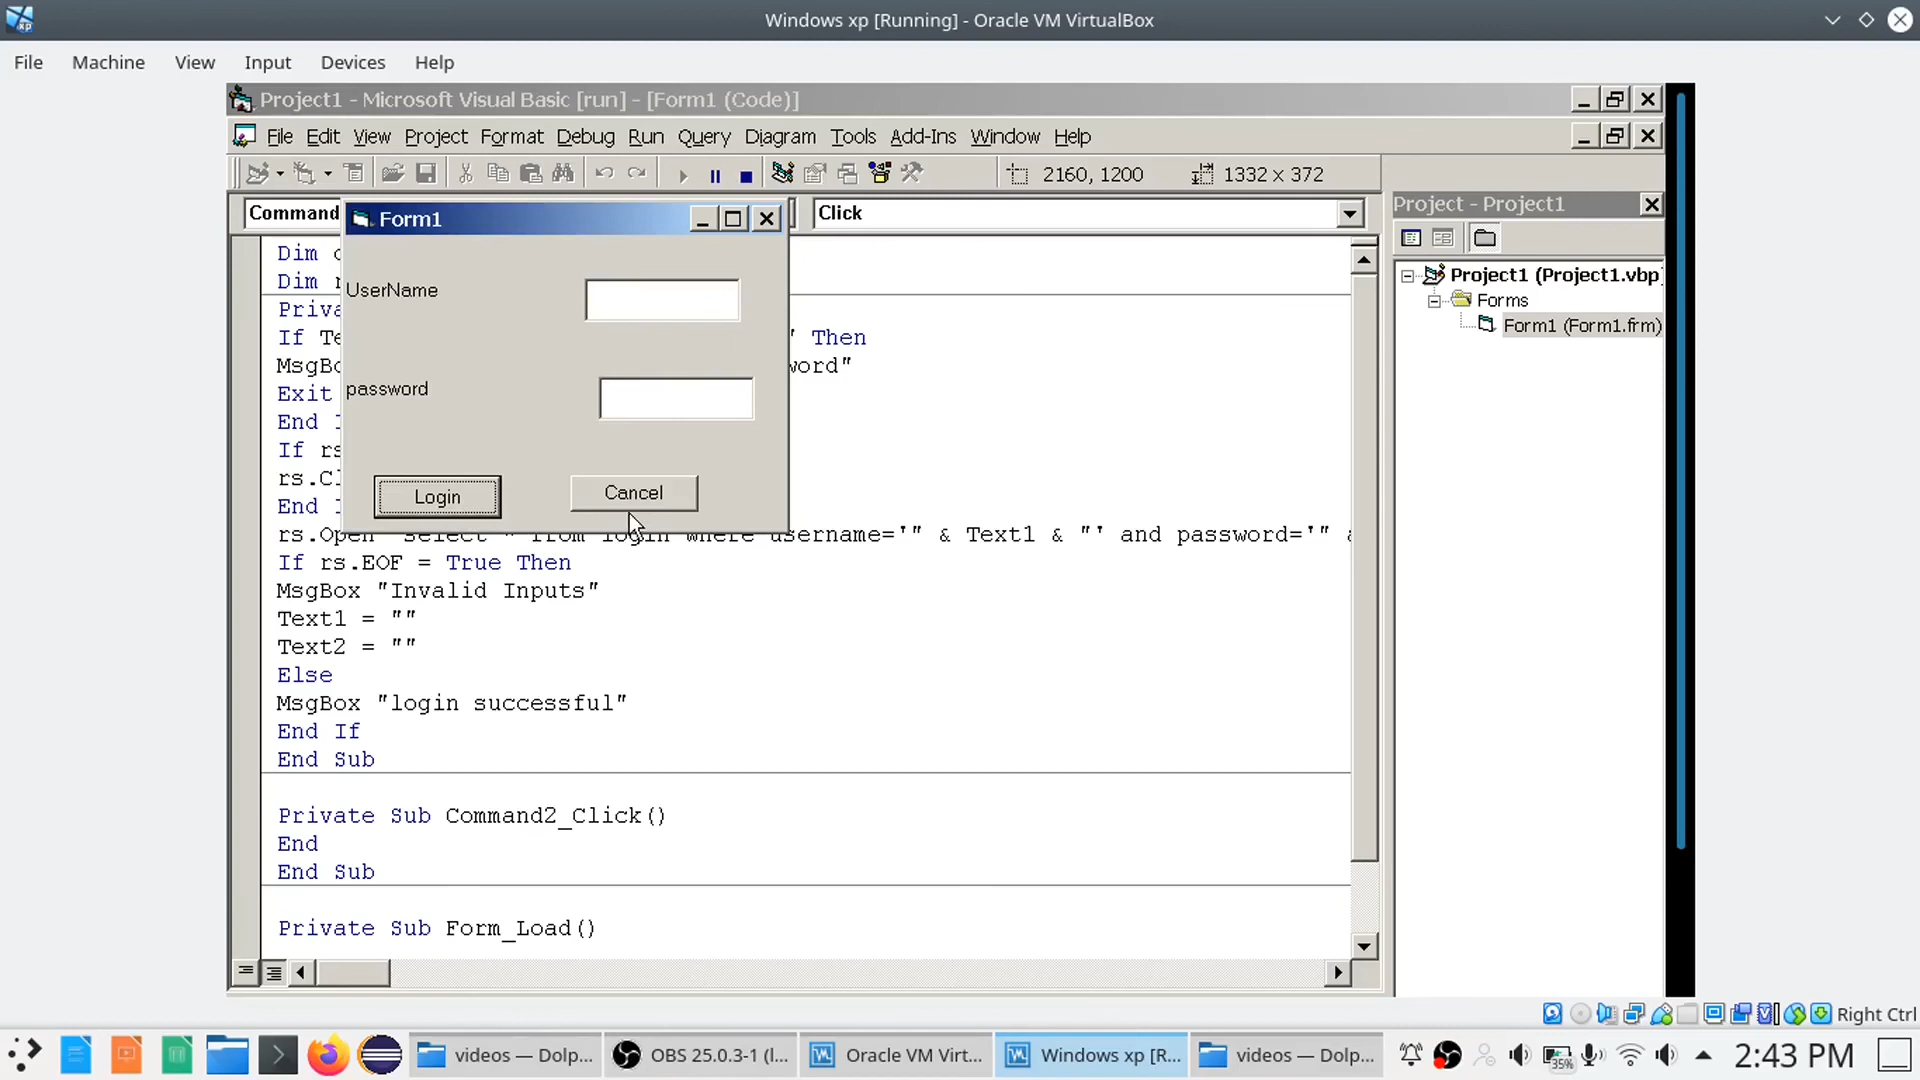 Windows xp [Running] - Oracle VM VirtualBox
File Machine View Input Devices Help
Project1 - Microsoft Visual Basic [run] - [Form1 (Code)]
File Edit View Project Format Debug Run Query Diagram Tools Add-Ins Window Help
2160, 1200 1332 x 372
Command Click
Project - Project1
Form1
UserName
password
Login Cancel
Project1 (Project1.vbp)
Forms
Form1 (Form1.frm)
Dim
Dim
If Then
Exit
End
If rs
End
rs.Open username='" & Text1 & "' and password='"
If rs.EOF = True Then
MsgBox "Invalid Inputs"
Text1 = ""
Text2 = ""
Else
MsgBox "login successful"
End If
End Sub
Private Sub Command2_Click()
End
End Sub
Private Sub Form_Load()
Right Ctrl
videos — Dolp... OBS 25.0.3-1 (l... Oracle VM Virt... Windows xp [R... videos — Dolp... 35% 2:43 PM